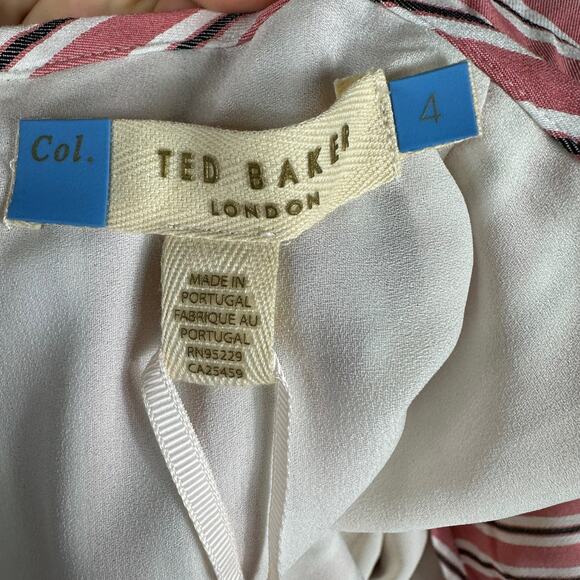 Col.
TED BAKER
LONDON
4
MADE IN
PORTUGAL
FABRIQUE AU
PORTUGAL
RN95229
CA25459